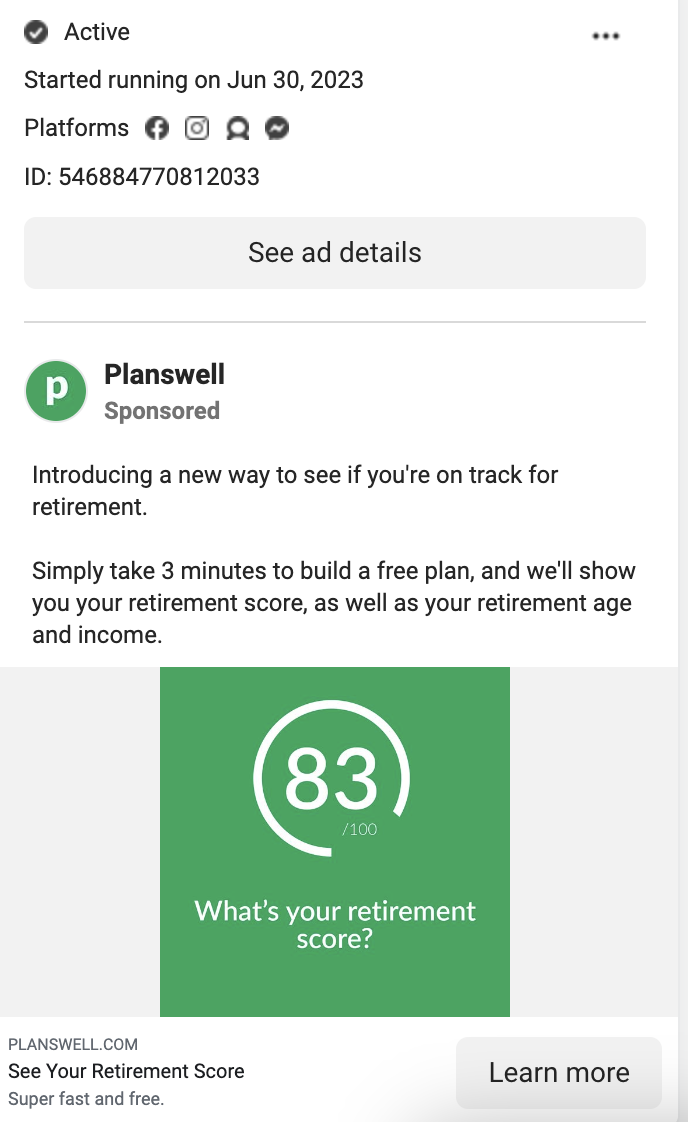 Active
Started running on Jun 30, 2023
Platforms
ID: 546884770812033
See ad details
p
Planswell
Sponsored
Introducing a new way to see if you're on track for
retirement.
Simply take 3 minutes to build a free plan, and we'll show
you your retirement score, as well as your retirement age
and income.
83
/100
What's your retirement
score?
PLANSWELL.COM
See Your Retirement Score
Super fast and free.
Learn more